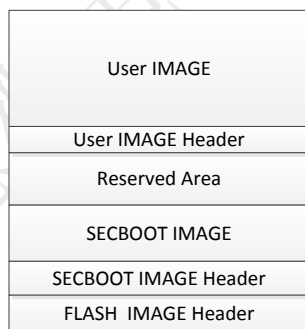 User IMAGE
User IMAGE Header
Reserved Area
SECBOOT IMAGE
SECBOOT IMAGE Header
FLASH IMAGE Header